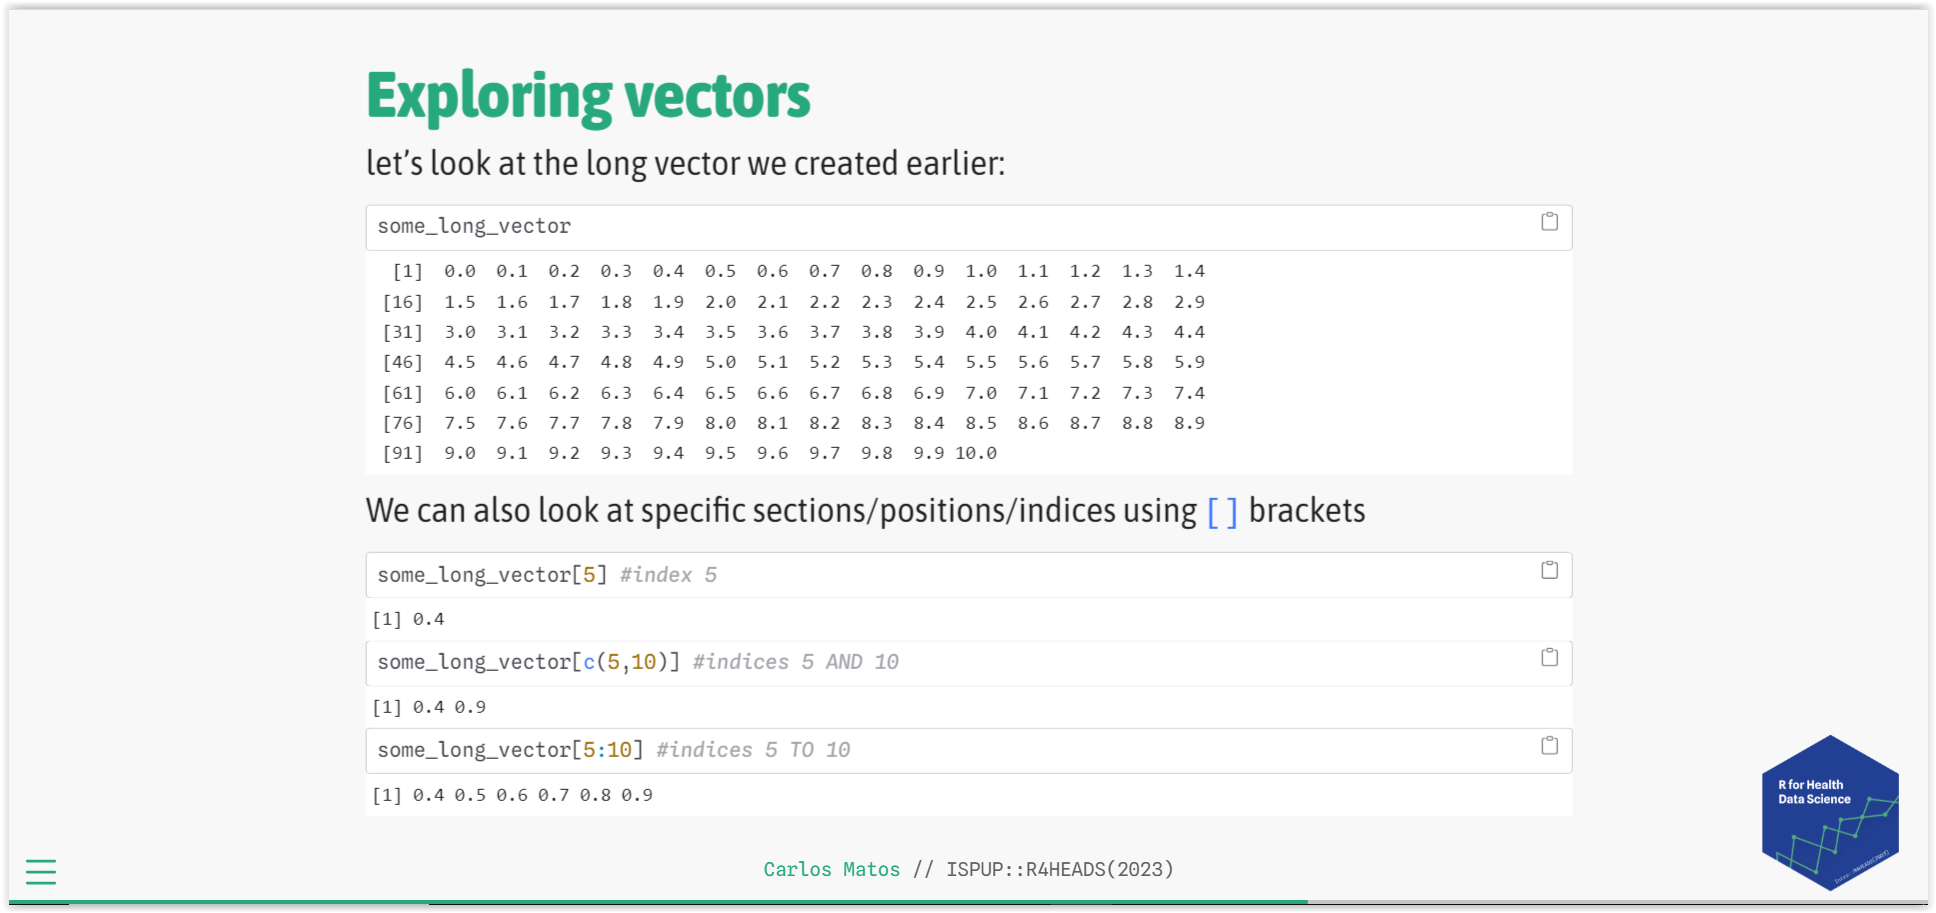 Exploring vectors
let's look at the long vector we created earlier:
some_long_vector
[1] 0.0 0.1 0.2 0.3 0.4 0.5 0.6 0.7 0.8 0.9 1.0 1.1 1.2 1.3 1.4
[16] 1.5 1.6 1.7 1.8 1.9 2.0 2.1 2.2 2.3 2.4 2.5 2.6 2.7 2.8 2.9
[31] 3.0 3.1 3.2 3.3 3.4 3.5 3.6 3.7 3.8 3.9 4.0 4.1 4.2 4.3 4.4
[46] 4.5 4.6 4.7 4.8 4.9 5.0 5.1 5.2 5.3 5.4 5.5 5.6 5.7 5.8 5.9
[61] 6.0 6.1 6.2 6.3 6.4 6.5 6.6 6.7 6.8 6.9 7.0 7.1 7.2 7.3 7.4
[76] 7.5 7.6 7.7 7.8 7.9 8.0 8.1 8.2 8.3 8.4 8.5 8.6 8.7 8.8 8.9
[91] 9.0 9.1 9.2 9.3 9.4 9.5 9.6 9.7 9.8 9.9 10.0
We can also look at specific sections/positions/indices using [] brackets
some_long_vector[5] #index 5
[1] 0.4
some_long_vector[c(5,10)] #indices 5 AND 10
[1] 0.4 0.9
some_long_vector[5:10] #indices 5 TO 10
[1] 0.4 0.5 0.6 0.7 0.8 0.9
R for Health
Data Science
Carlos Matos // ISPUP::R4HEADS(2023)